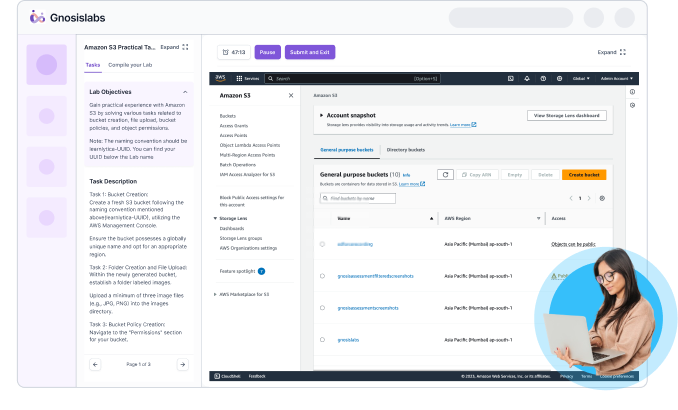 Gnosislabs
Amazon S3 Practical Ta... Expand
Tasks Compile your Lab
Lab Objectives
Gain practical experience with Amazon
S3 by solving various tasks related to
bucket creation, file upload, bucket
policies, and object permissions.
Note: The naming convention should be
learnlytica-UUID. You can find your
UUID below the Lab name
Task Description
Task 1: Bucket Creation:
Create a fresh S3 bucket following the
naming convention mentioned
above(learnlytica-UUID), utilizing the
AWS Management Console.
Ensure the bucket possesses a globally
unique name and opt for an appropriate
region.
Task 2: Folder Creation and File Upload:
Within the newly generated bucket,
establish a folder labeled images.
Upload a minimum of three image files
(e.g., JPG, PNG) into the images
directory.
Task 3: Bucket Policy Creation:
Navigate to the "Permissions" section
for your bucket.
Page 1 of 3
47:13 Pause Submit and Exit Expand
aws Services Search [Option+S] Global Admin Account
Amazon S3
Buckets
Access Grants
Access Points
Object Lambda Access Points
Multi-Region Access Points
Batch Operations
IAM Access Analyzer for S3
Block Public Access settings for
this account
Storage Lens
Dashboards
Storage Lens groups
AWS Organizations settings
Feature spotlight 7
AWS Marketplace for S3
Amazon S3
Account snapshot
Storage lens provides visibility into storage usage and activity trends. Learn more
View Storage Lens dashboard
General purpose buckets Directory buckets
General purpose buckets (10) Info
Buckets are containers for data stored in S3. Learn more
Copy ARN Empty Delete Create bucket
Find buckets by name
1
Name AWS Region Access
Asia Pacific (Mumbai) ap-south-1 Objects can be public
gnosisassessmentfilteredscreenshots Asia Pacific (Mumbai) ap-south-1
gnosisassessmentscreenshots Asia Pacific (Mumbai) ap-south-1
gnosislabs Asia Pacific (Mumbai) ap-south-1
CloudShell Feedback © 2023, Amazon Web Services, Inc. or its affiliates. Privacy Terms Cookie preferences